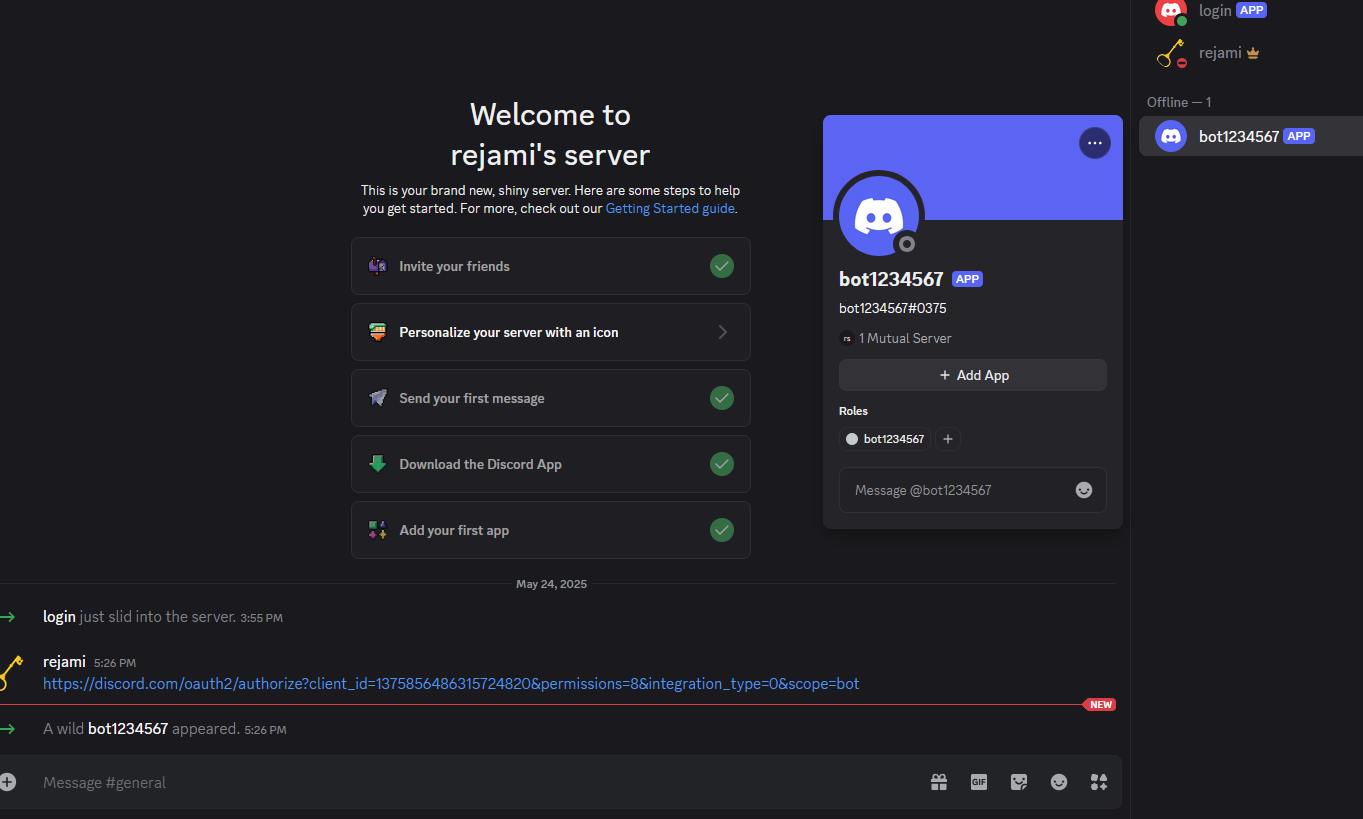 Welcome to
rejami's server
This is your brand new, shiny server. Here are some steps to help
you get started. For more, check out our Getting Started guide.
Invite your friends
Personalize your server with an icon
Send your first message
Download the Discord App
Add your first app
May 24, 2025
login just slid into the server. 3:55 PM
rejami 5:26 PM
https://discord.com/oauth2/authorize?client_id=1375856486315724820&permissions=8&integration_type=0&scope=bot
NEW
A wild bot1234567 appeared. 5:26 PM
Message #general
GIF
bot1234567 APP
bot1234567#0375
rs 1 Mutual Server
+ Add App
Roles
bot1234567 +
Message @bot1234567
login APP
rejami
Offline — 1
bot1234567 APP